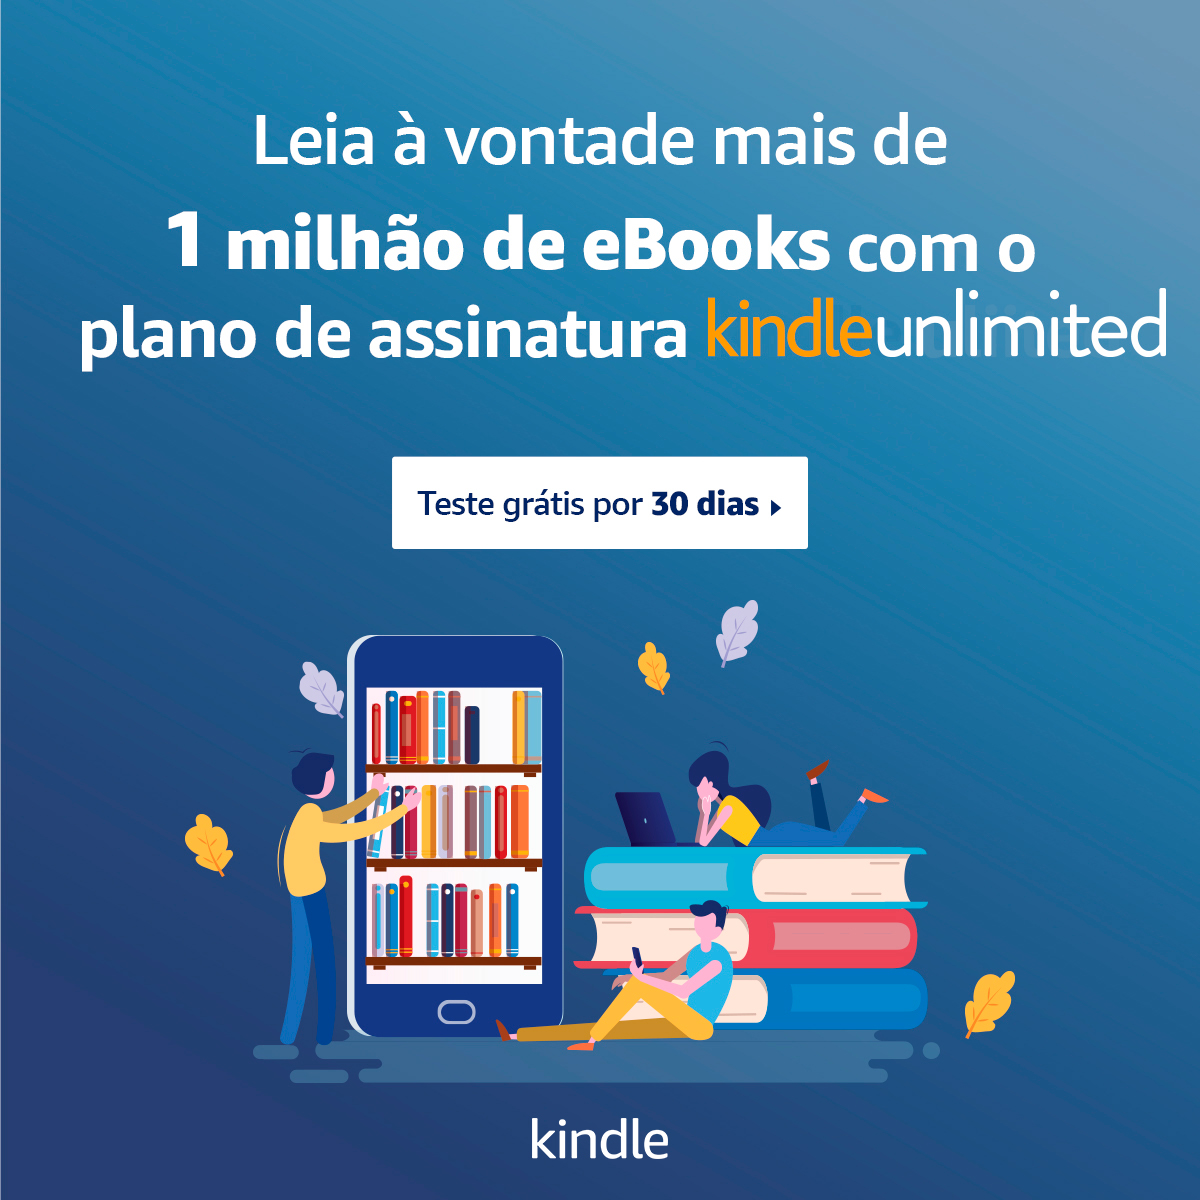 Leia à vontade mais de
1 milhão de eBooks com o
plano de assinatura kindleunlimited
Teste grátis por 30 dias
kindle